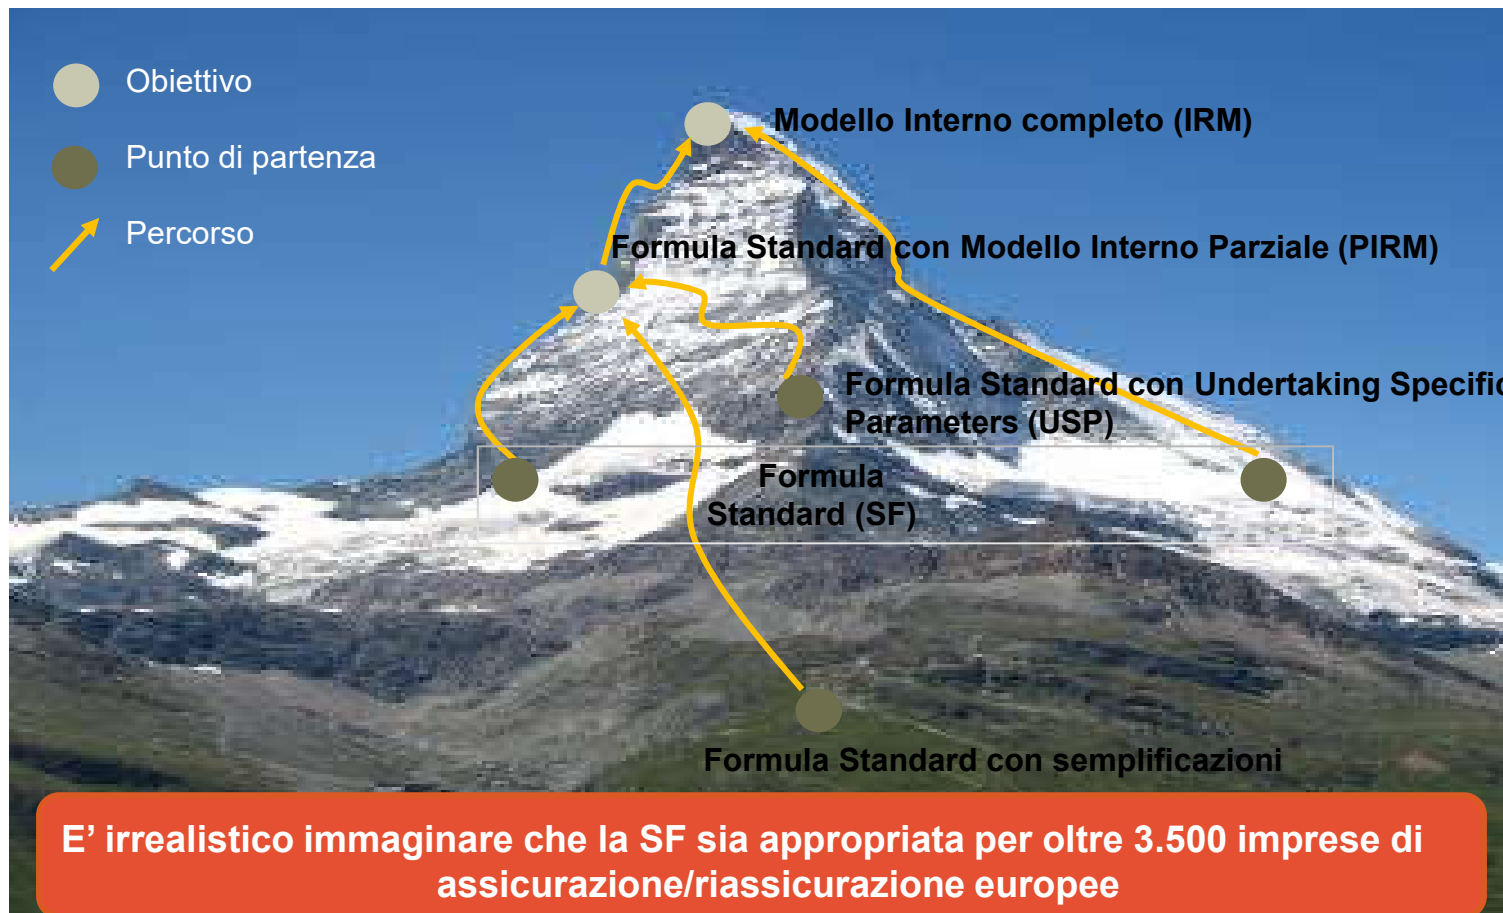 Obiettivo
Punto di partenza
Percorso
Modello Interno completo (IRM)
Formula Standard con Modello Interno Parziale (PIRM)
Formula Standard con Undertaking Specific
Parameters (USP)
Formula
Standard (SF)
Formula Standard con semplificazioni
E’ irrealistico immaginare che la SF sia appropriata per oltre 3.500 imprese di
assicurazione/riassicurazione europee